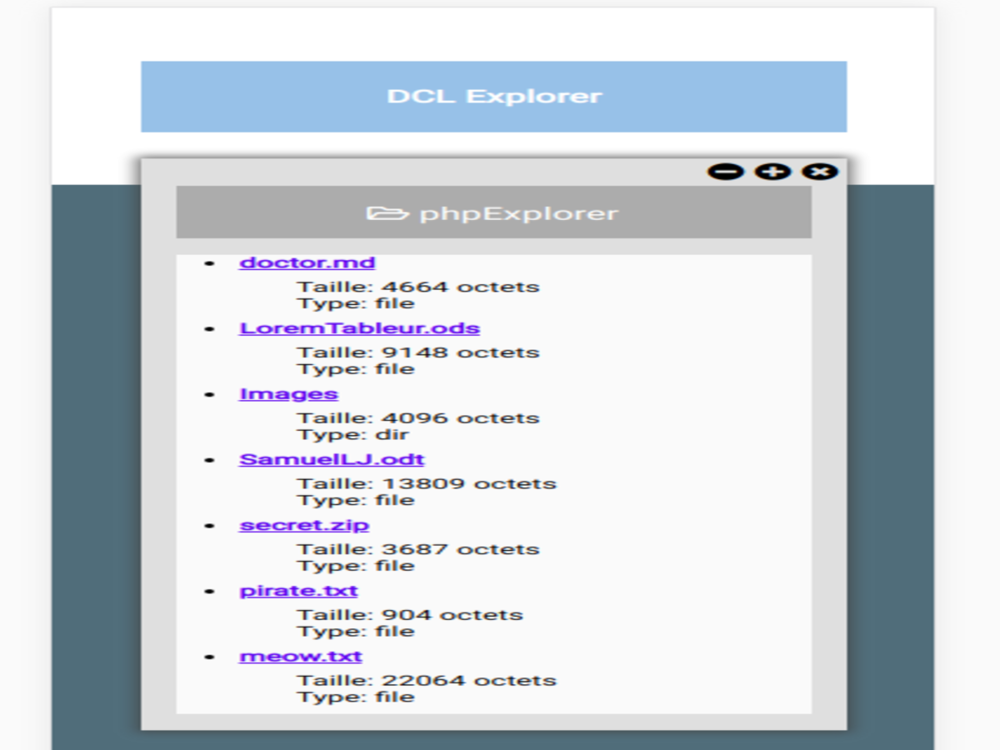 DCL Explorer
phpExplorer
doctor.md
Taille: 4664 octets
Type: file
LoremTableur.ods
Taille: 9148 octets
Type: file
Images
Taille: 4096 octets
Type: dir
SamuelLJ.odt
Taille: 13809 octets
Type: file
secret.zip
Taille: 3687 octets
Type: file
pirate.txt
Taille: 904 octets
Type: file
meow.txt
Taille: 22064 octets
Type: file